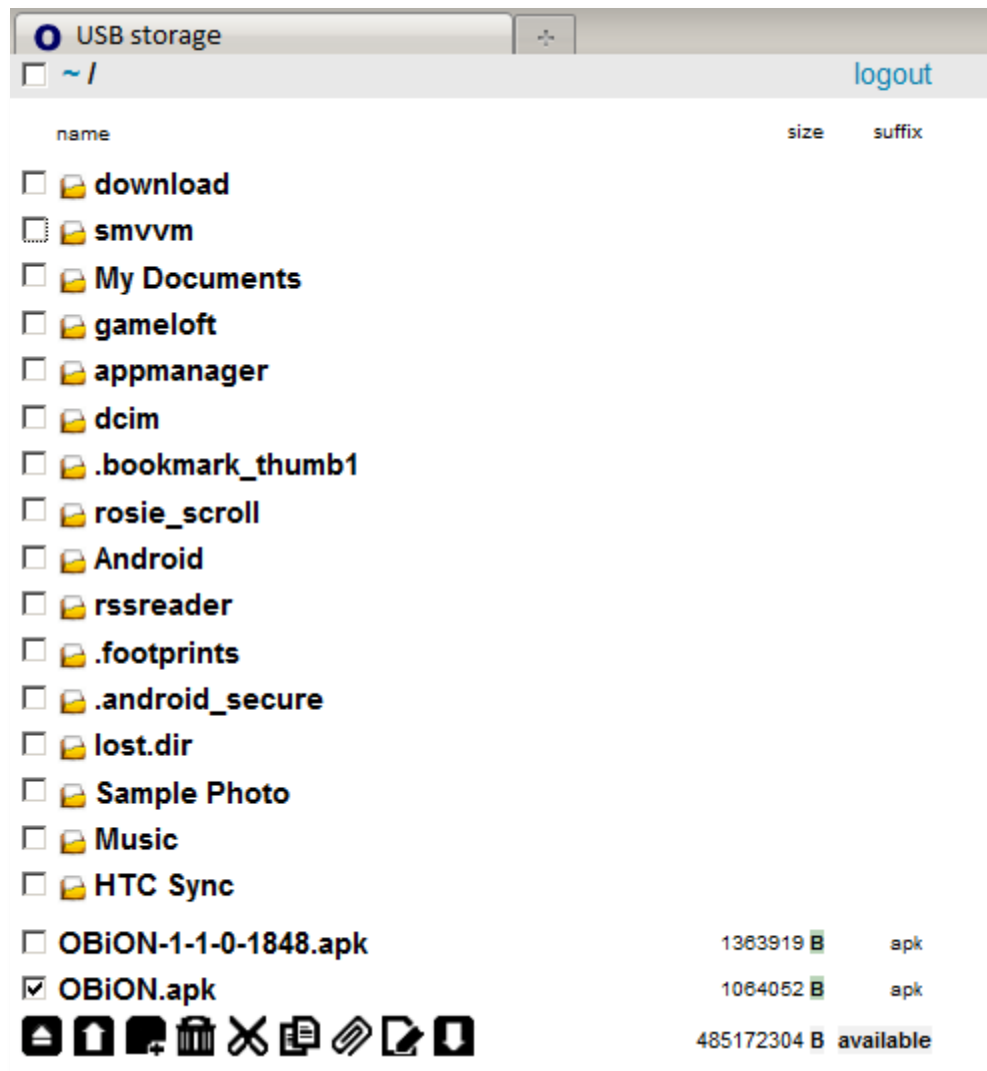 O USB storage
~ / logout
name size suffix
download
smvvm
My Documents
gameloft
appmanager
dcim
.bookmark_thumb1
rosie_scroll
Android
rssreader
.footprints
.android_secure
lost.dir
Sample Photo
Music
HTC Sync
OBiON-1-1-0-1848.apk 1363919 B apk
OBiON.apk 1064052 B apk
485172304 B available